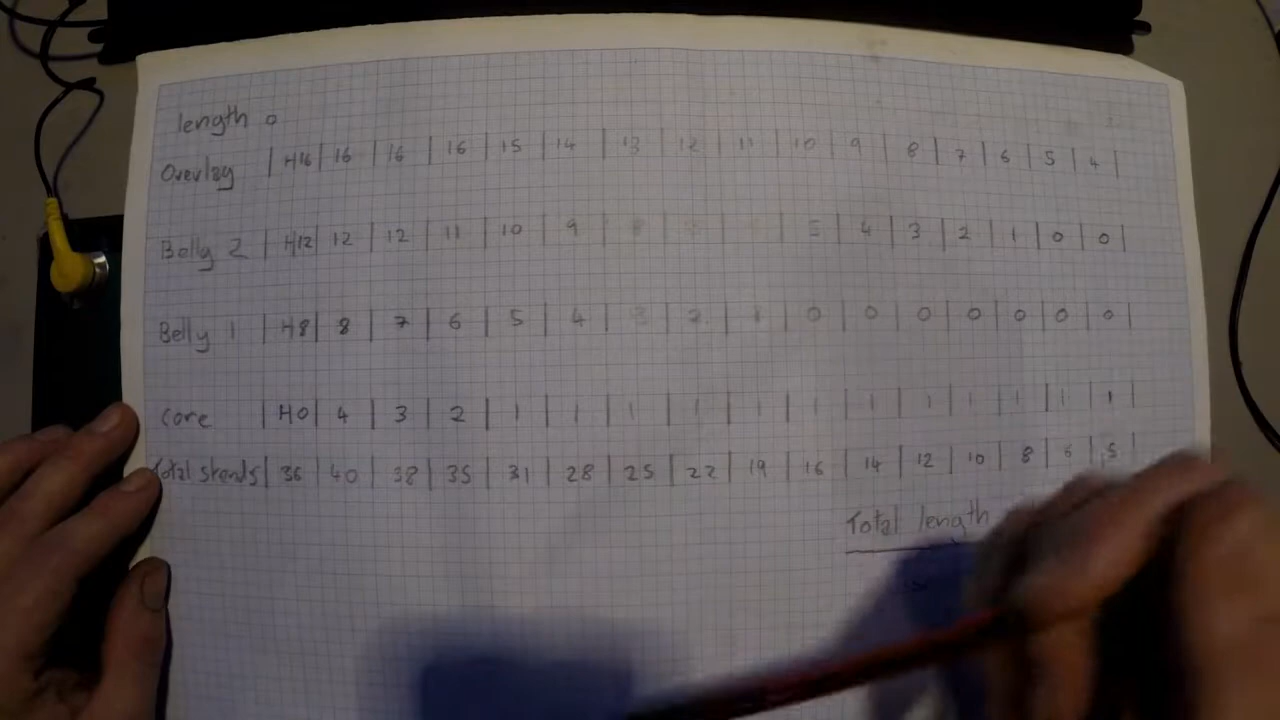 length
Overlay | H16 | 16 | 16 | 16 | 15 | 14 | 13 | 12 | 11 | 10 | 9 | 8 | 7 | 6 | 5 | 4 |
Belly 2 | H12 | 12 | 12 | 11 | 10 | 9 | | | | 5 | 4 | 3 | 2 | 1 | 0 | 0 |
Belly 1 | H8 | 8 | 7 | 6 | 5 | 4 | 3 | 2 | 1 | 0 | 0 | 0 | 0 | 0 | 0 | 0 |
Core | H0 | 4 | 3 | 2 | 1 | 1 | 1 | 1 | 1 | 1 | 1 | 1 | 1 | 1 | 1 | 1 |
Total strands | 36 | 40 | 38 | 35 | 31 | 28 | 25 | 22 | 19 | 16 | 14 | 12 | 10 | 8 | 6 | 5 |
Total length